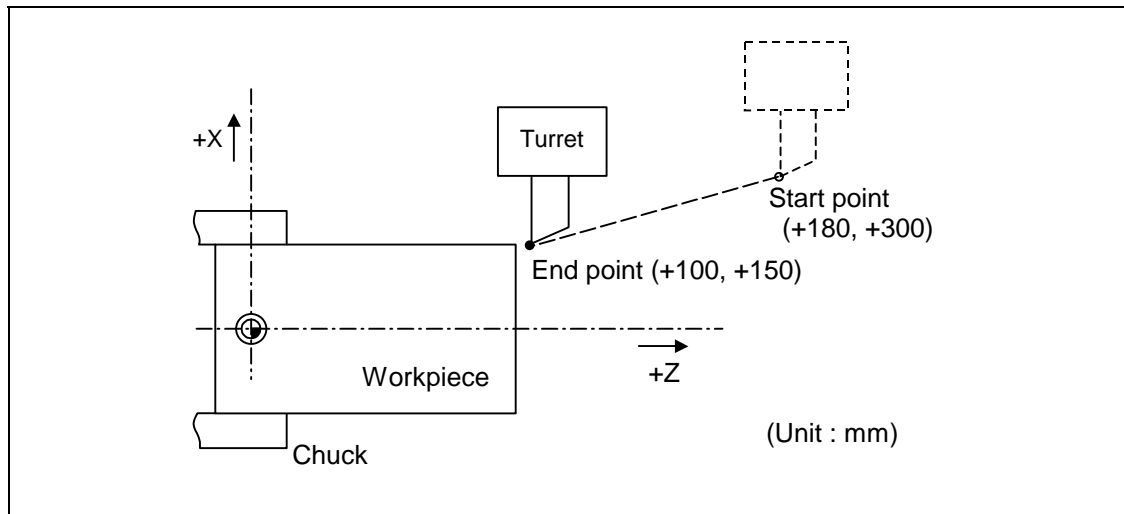 +X
Turret
Start point
(+180, +300)
End point (+100, +150)
Workpiece
+Z
(Unit : mm)
Chuck